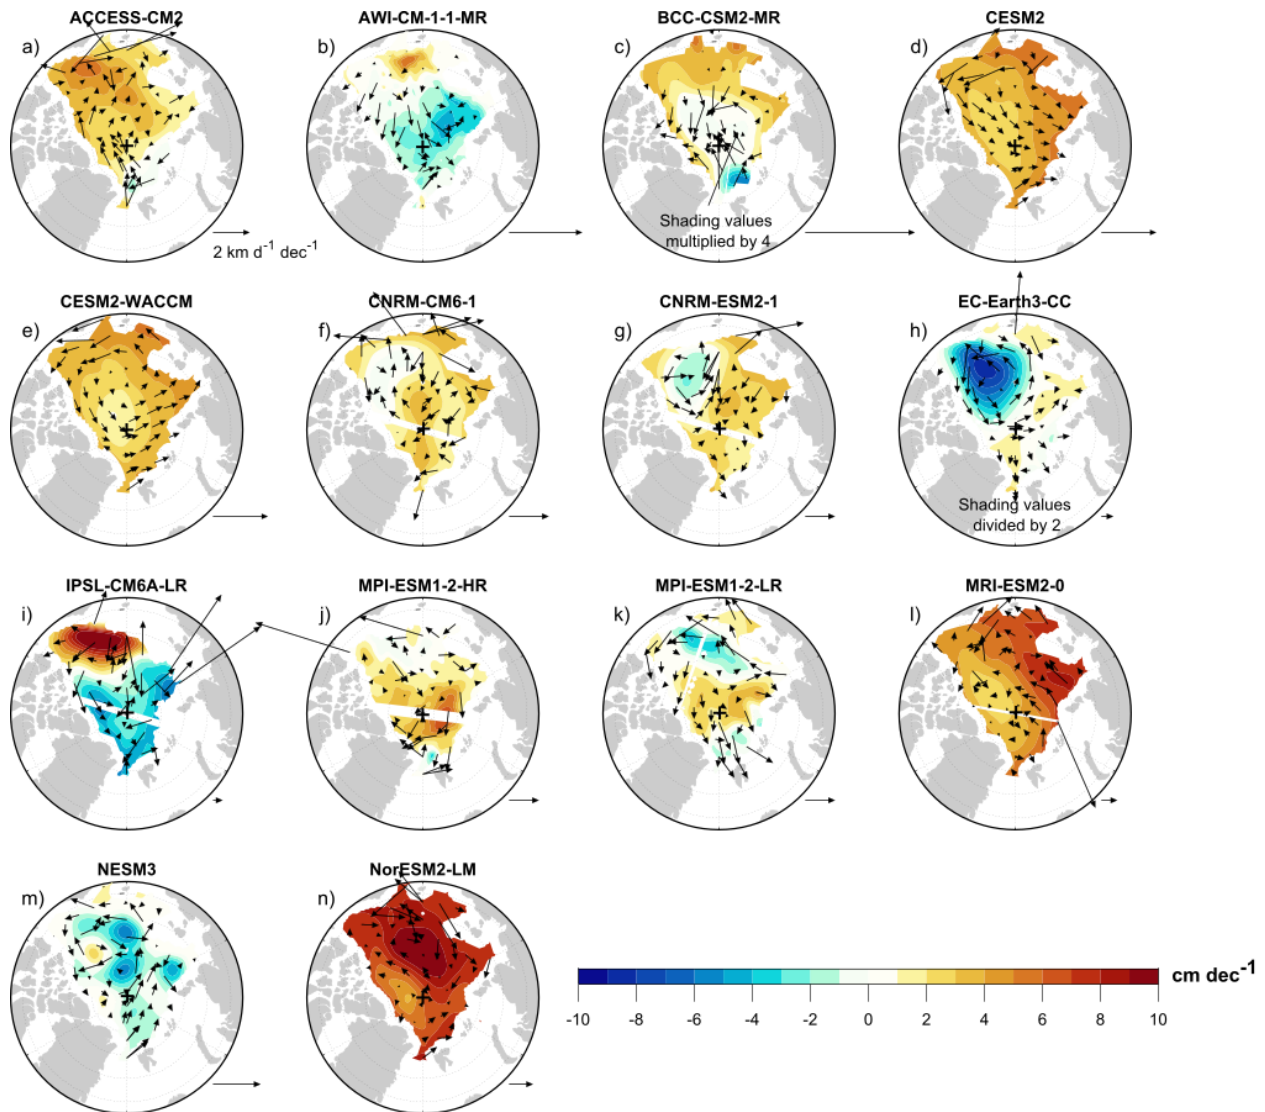 ACCESS-CM2
AWI-CM-1-1-MR
BCC-CSM2-MR
CESM2
a)
b)
c)
d)
2 km d⁻¹ dec⁻¹
Shading values
multiplied by 4
CESM2-WACCM
CNRM-CM6-1
CNRM-ESM2-1
EC-Earth3-CC
e)
f)
g)
h)
Shading values
divided by 2
IPSL-CM6A-LR
MPI-ESM1-2-HR
MPI-ESM1-2-LR
MRI-ESM2-0
i)
j)
k)
l)
NESM3
NorESM2-LM
m)
n)
cm dec⁻¹
-10 -8 -6 -4 -2 0 2 4 6 8 10